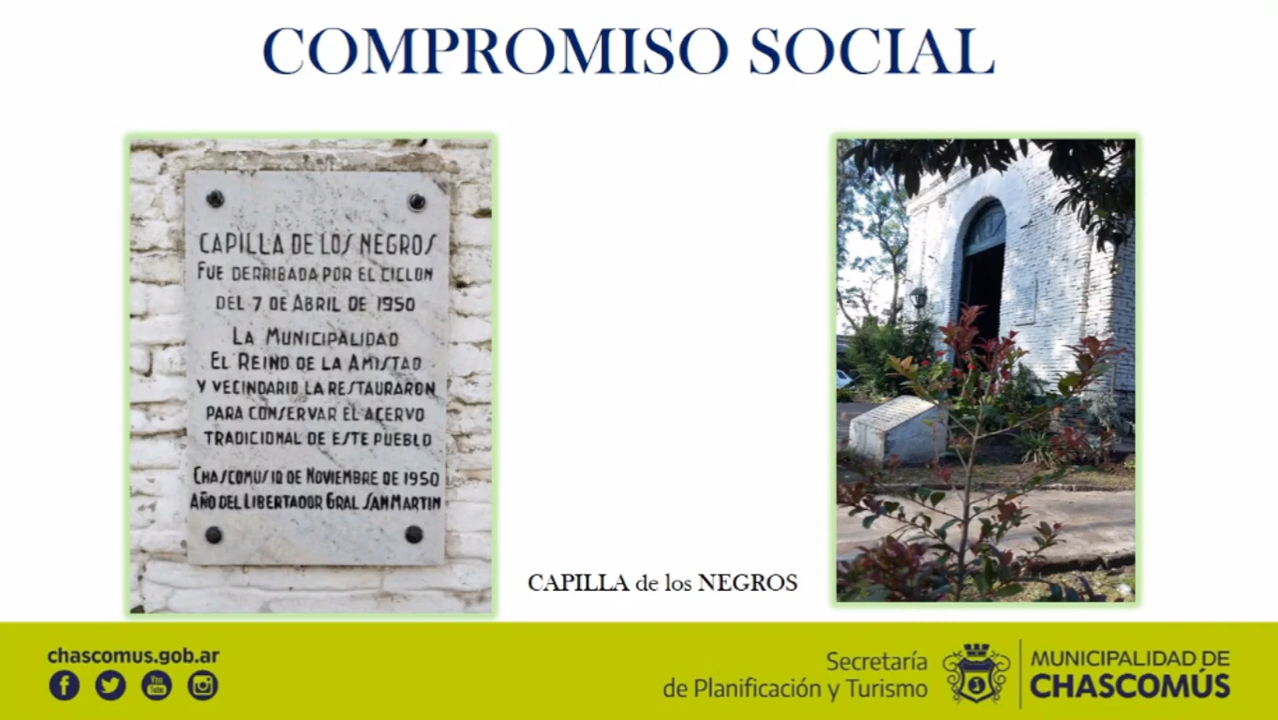 COMPROMISO SOCIAL
CAPILLA DE LOS NEGROS
FUE DERRIBADA POR EL CICLON
DEL 7 DE ABRIL DE 1950
LA MUNICIPALIDAD
EL REINO DE LA AMISTAD
Y VECINDARIO LA RESTAURARON
PARA CONSERVAR EL ACERVO
TRADICIONAL DE ESTE PUEBLO
CHASCOMUS 12 DE NOVIEMBRE DE 1950
AÑO DEL LIBERTADOR GRAL SAN MARTIN
CAPILLA de los NEGROS
chascomus.gob.ar
You
Tube
Secretaría
de Planificación y Turismo
MUNICIPALIDAD DE
CHASCOMÚS